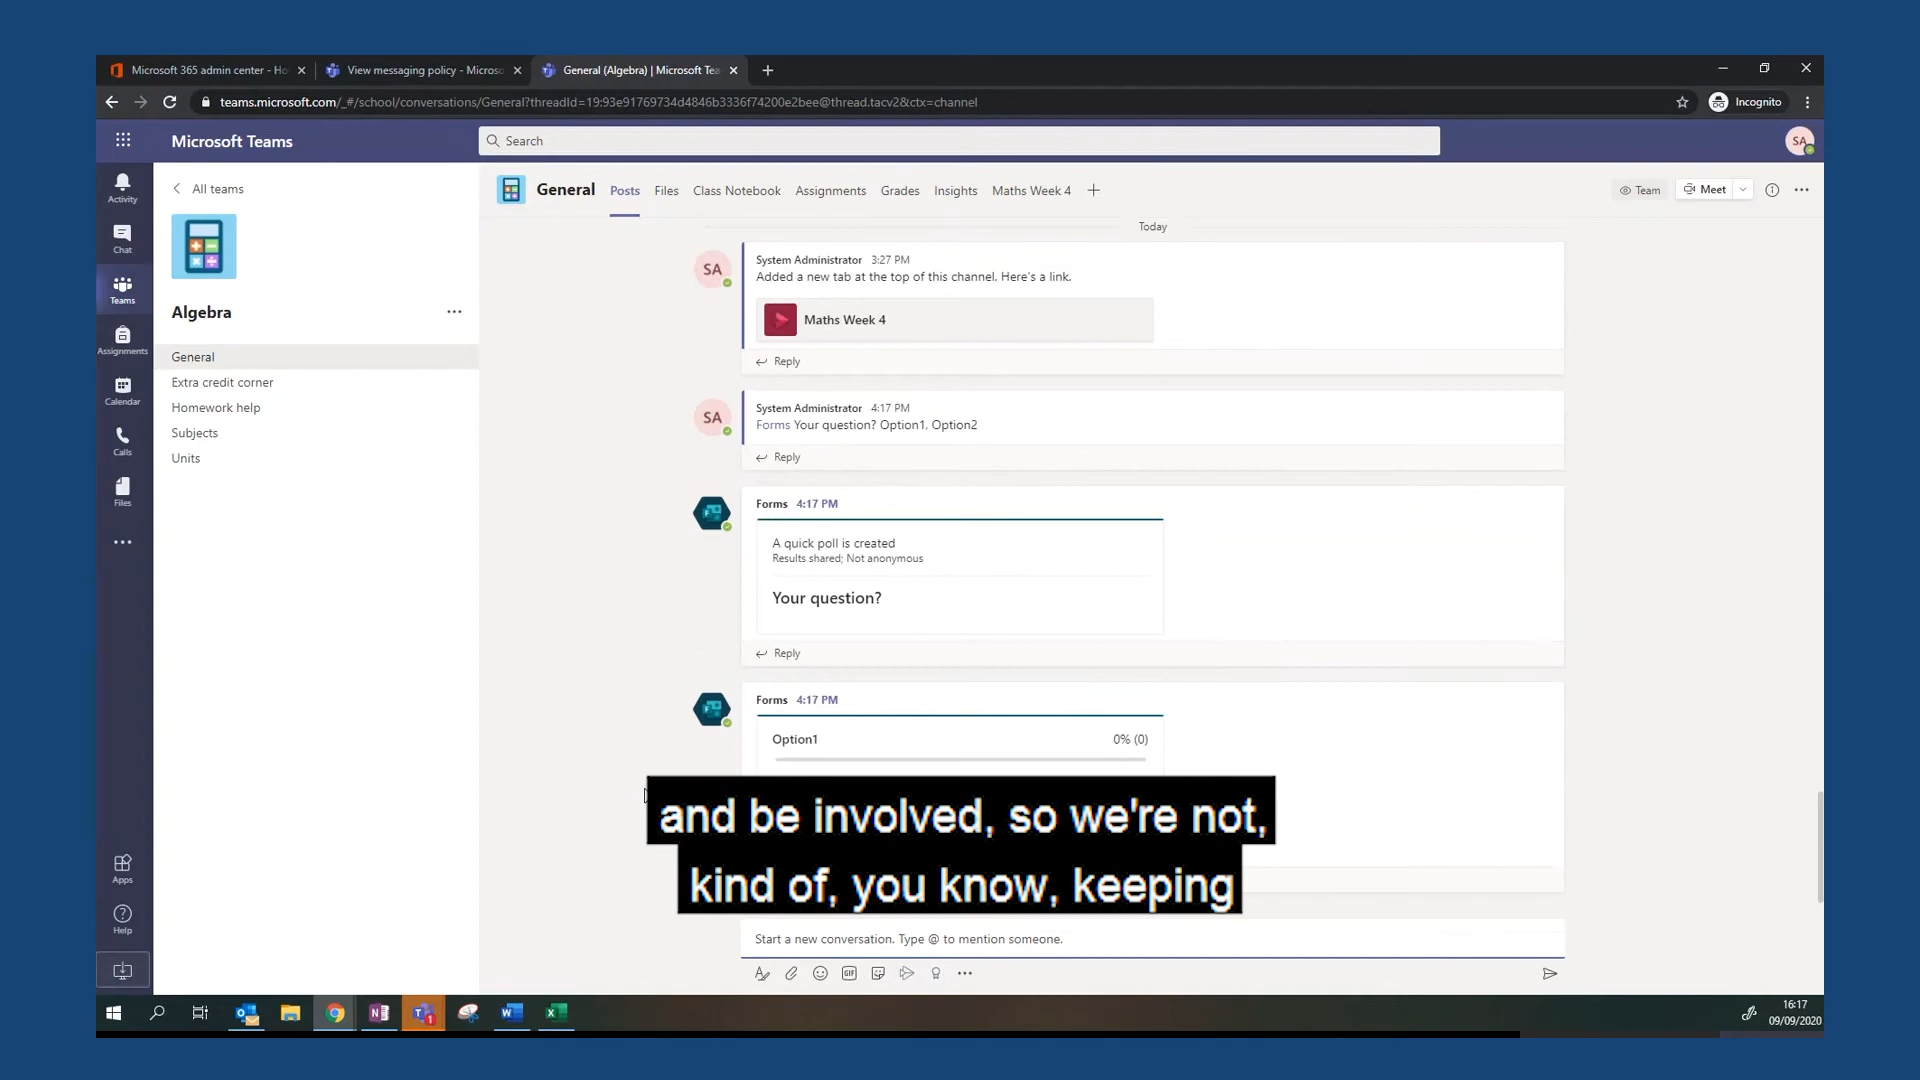 Microsoft 365 admin center - Ho
View messaging policy - Microso
General (Algebra) | Microsoft Tea
teams.microsoft.com/_#/school/conversations/General?threadId=19:93e91769734d4846b3336f74200e2bee@thread.tacv2&ctx=channel
Incognito
Microsoft Teams
Search
SA
Activity
Chat
Teams
Assignments
Calendar
Calls
Files
Apps
Help
All teams
Algebra
General
Extra credit corner
Homework help
Subjects
Units
General
Posts
Files
Class Notebook
Assignments
Grades
Insights
Maths Week 4
Team
Meet
Today
SA
System Administrator 3:27 PM
Added a new tab at the top of this channel. Here's a link.
Maths Week 4
Reply
SA
System Administrator 4:17 PM
Forms Your question? Option1, Option2
Reply
Forms 4:17 PM
A quick poll is created
Results shared; Not anonymous
Your question?
Reply
Forms 4:17 PM
Option1 0% (0)
and be involved, so we're not,
kind of, you know, keeping
Start a new conversation. Type @ to mention someone.
GIF
16:17
09/09/2020